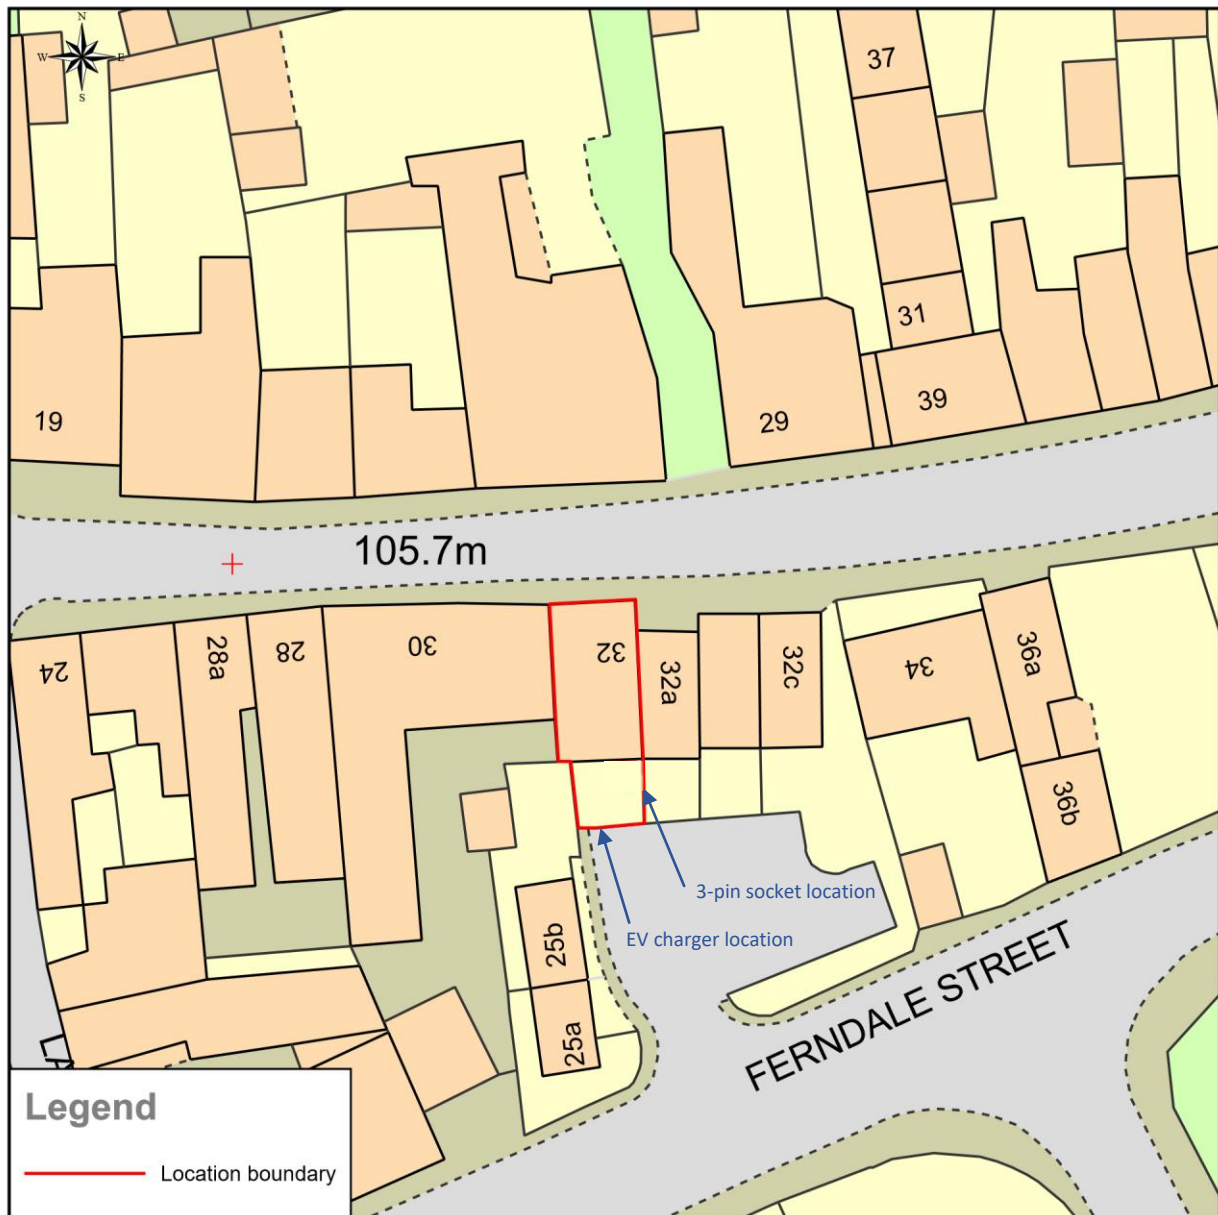 N
W E
S
37
31
19
29
39
105.7m
24
28a
28
30
32
32a
32c
34
36a
36b
3-pin socket location
EV charger location
25b
25a
FERNDALE STREET
LA
Legend
Location boundary